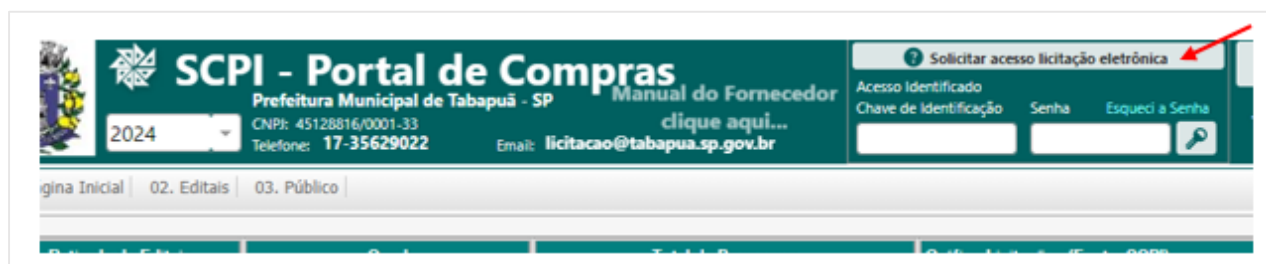 SCPI - Portal de Compras
Prefeitura Municipal de Tabapuã - SP
Manual do Fornecedor
clique aqui...
2024
CNPJ: 45128816/0001-33
Telefone: 17-35629022 Email: licitacao@tabapua.sp.gov.br
Solicitar acesso licitação eletrônica
Acesso Identificado
Chave de Identificação Senha Esqueci a Senha
gina Inicial 02. Editais 03. Público